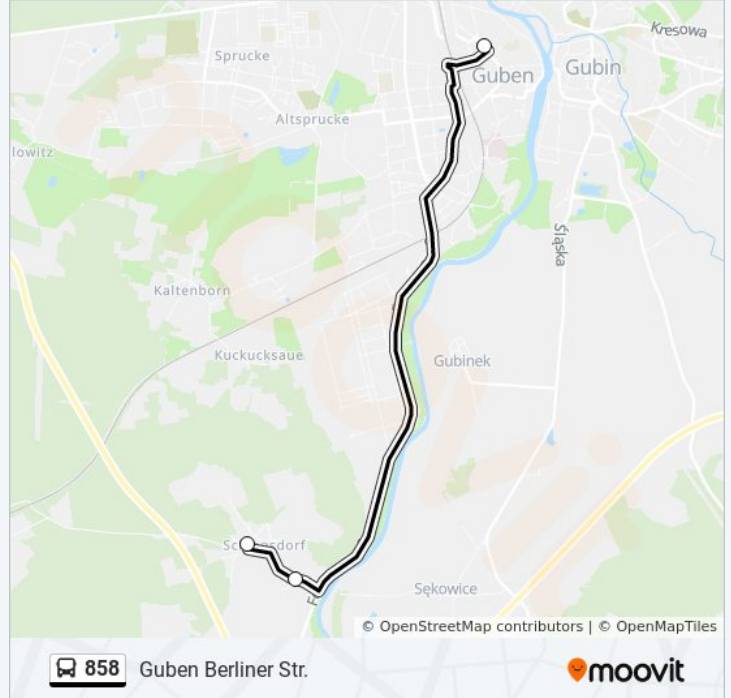 Kresowa
Sprucke
Guben
Gubin
Altsprucke
lowitz
Śląska
Kaltenborn
Kuckucksaue
Gubinek
Sękowice
© OpenStreetMap contributors | © OpenMapTiles
858 Guben Berliner Str.
moovit